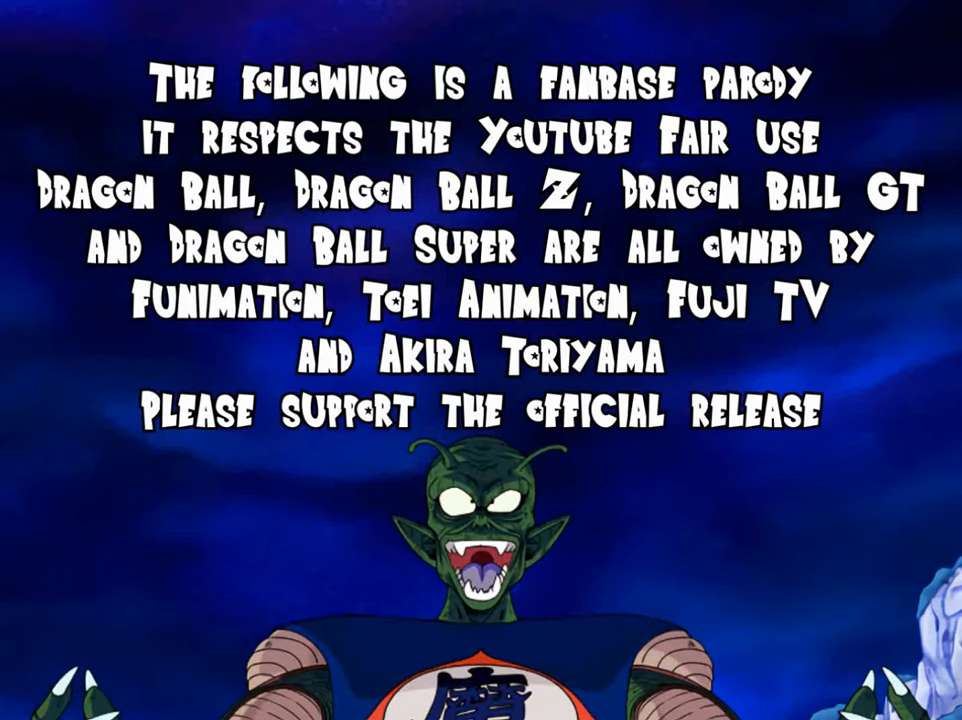 The following is a fanbase parody
it respects the YouTube Fair use
Dragon Ball, Dragon Ball Z, Dragon Ball GT
and Dragon Ball Super are all owned by
Funimation, Toei Animation, Fuji TV
and Akira Toriyama
Please support the official release
魔